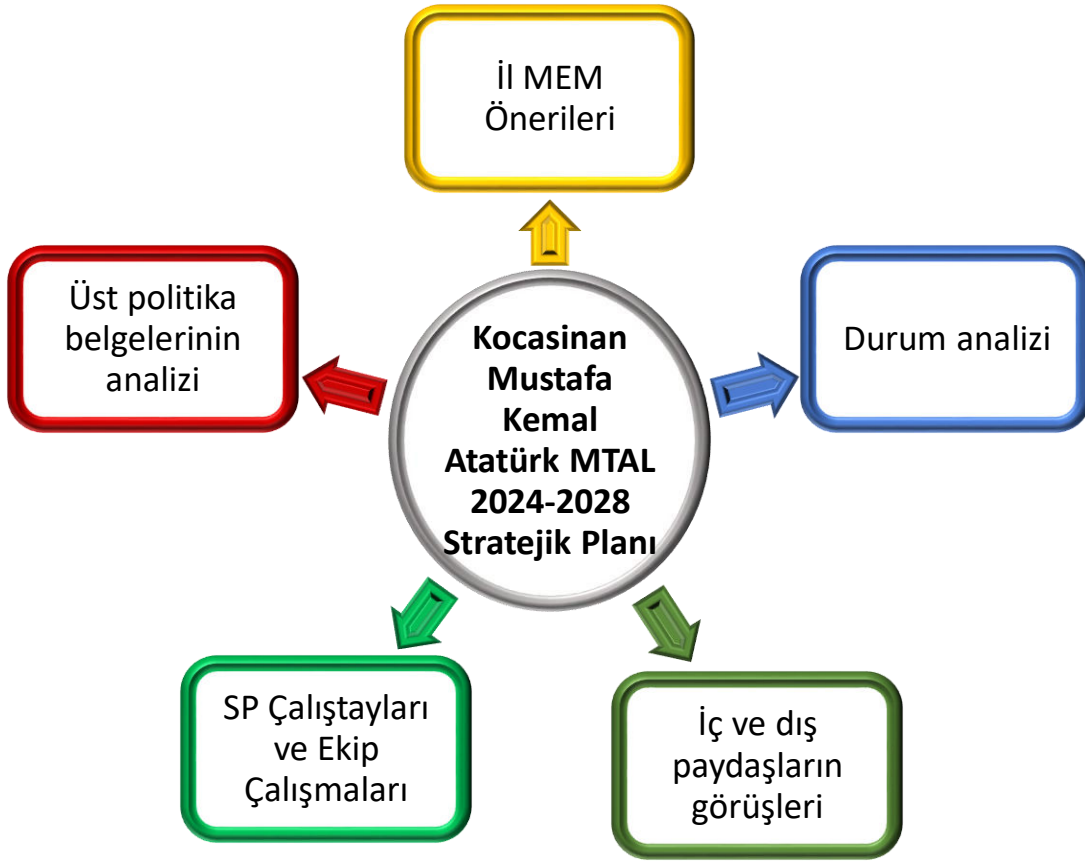 İl MEM
Önerileri
Üst politika
belgelerinin
analizi
Durum analizi
Kocasinan
Mustafa
Kemal
Atatürk MTAL
2024-2028
Stratejik Planı
SP Çalıştayları
ve Ekip
Çalışmaları
İç ve dış
paydaşların
görüşleri